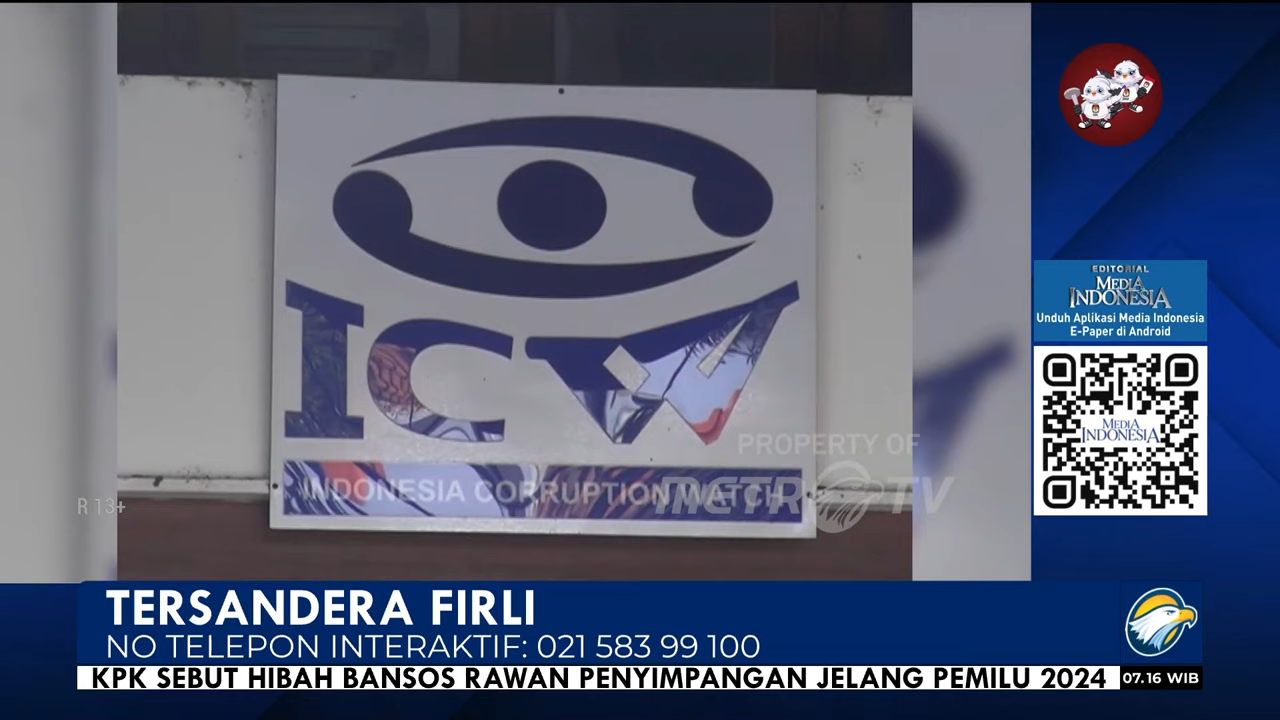 ICW
INDONESIA CORRUPTION WATCH
PROPERTY OF
METRO TV
R 13+
EDITORIAL
MEDIA
INDONESIA
Unduh Aplikasi Media Indonesia
E-Paper di Android
MEDIA
INDONESIA
TERSANDERA FIRLI
NO TELEPON INTERAKTIF: 021 583 99 100
KPK SEBUT HIBAH BANSOS RAWAN PENYIMPANGAN JELANG PEMILU 2024
07.16 WIB